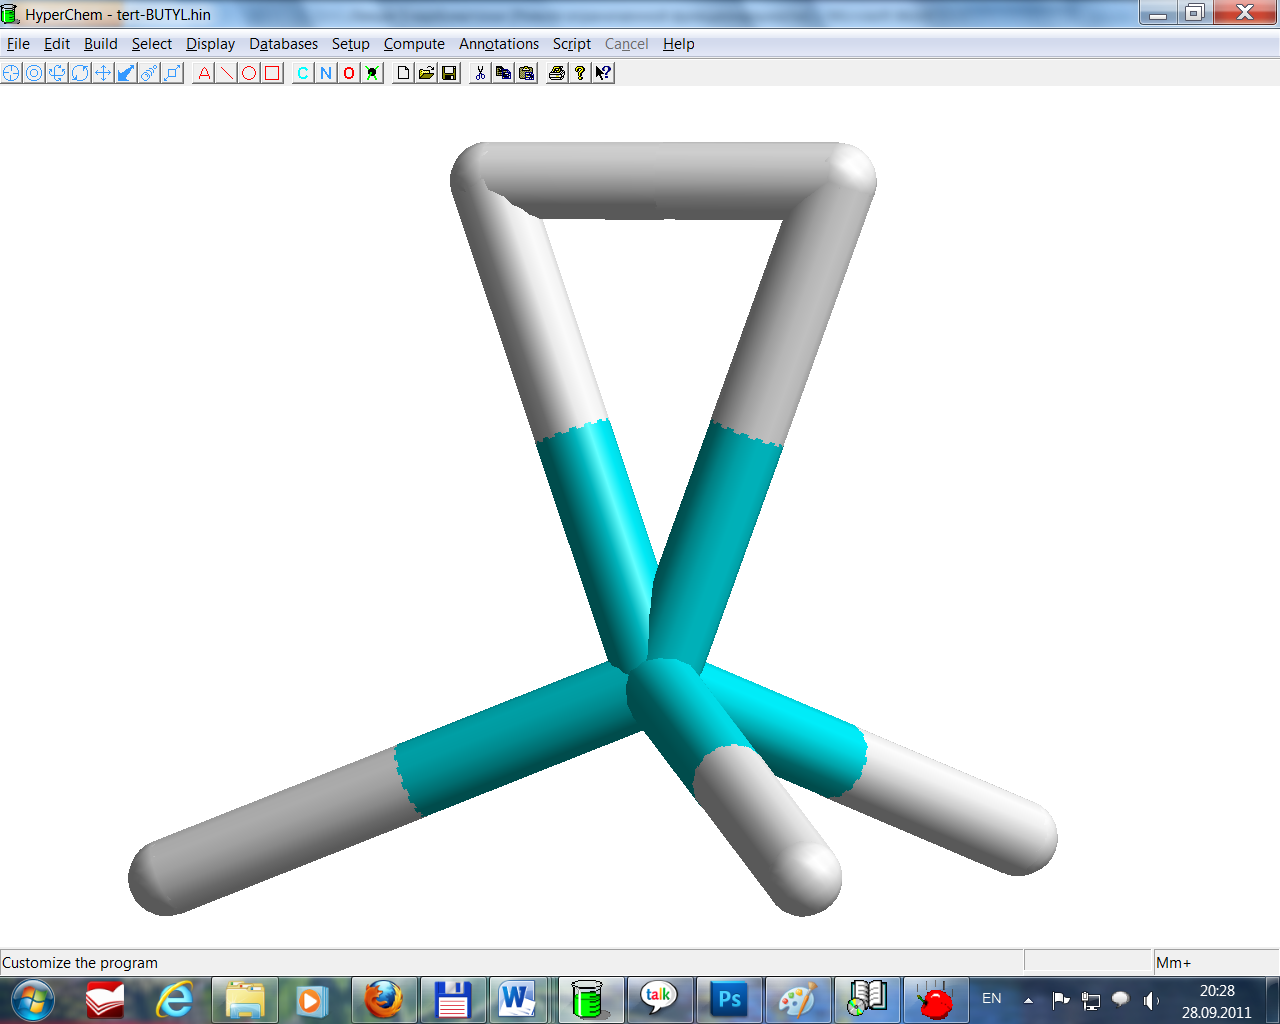 HyperChem - tert-BUTYL.hin
File Edit Build Select Display Databases Setup Compute Annotations Script Cancel Help
A C N O
Customize the program
Mm+
talk
Ps
EN
20:28
28.09.2011